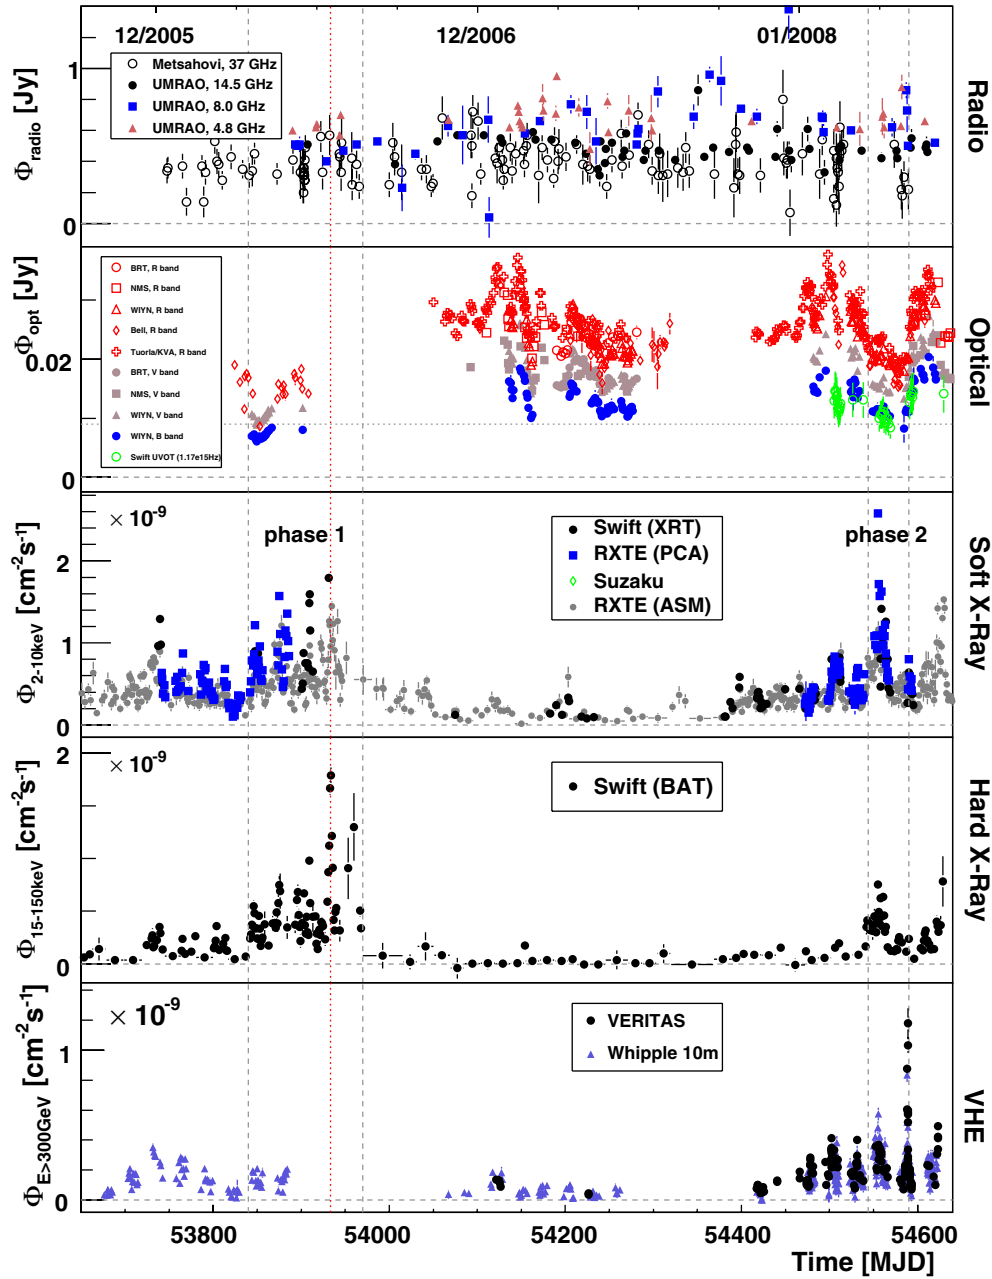 12/2005 12/2006 01/2008
Metsahovi, 37 GHz
UMRAO, 14.5 GHz
UMRAO, 8.0 GHz
UMRAO, 4.8 GHz
1
0
Φradio [Jy]
Radio
BRT, R band
NMS, R band
WIYN, R band
Bell, R band
Tuorla/KVA, R band
BRT, V band
NMS, V band
WIYN, V band
WIYN, B band
Swift UVOT (1.17e15Hz)
0.02
0
Φopt [Jy]
Optical
× 10⁻⁹
phase 1
phase 2
Swift (XRT)
RXTE (PCA)
Suzaku
RXTE (ASM)
2
1
0
Φ2-10keV [cm⁻²s⁻¹]
Soft X-Ray
× 10⁻⁹
Swift (BAT)
2
0
Φ15-150keV [cm⁻²s⁻¹]
Hard X-Ray
× 10⁻⁹
VERITAS
Whipple 10m
1
0
ΦE>300GeV [cm⁻²s⁻¹]
VHE
53800 54000 54200 54400 54600
Time [MJD]